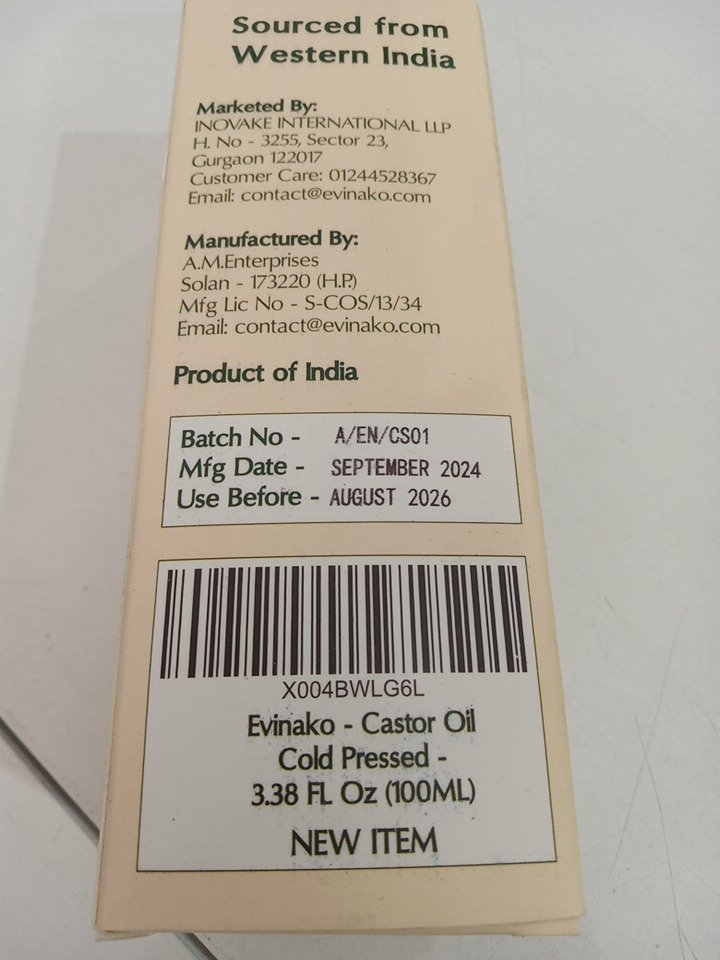 Sourced from
Western India
Marketed By:
INOVAKE INTERNATIONAL LLP
H. No - 3255, Sector 23,
Gurgaon 122017
Customer Care: 01244528367
Email: contact@evinako.com
Manufactured By:
A.M.Enterprises
Solan - 173220 (H.P.)
Mfg Lic No - S-COS/13/34
Email: contact@evinako.com
Product of India
Batch No - A/EN/CS01
Mfg Date - SEPTEMBER 2024
Use Before - AUGUST 2026
X004BWLG6L
Evinako - Castor Oil
Cold Pressed -
3.38 FL Oz (100ML)
NEW ITEM